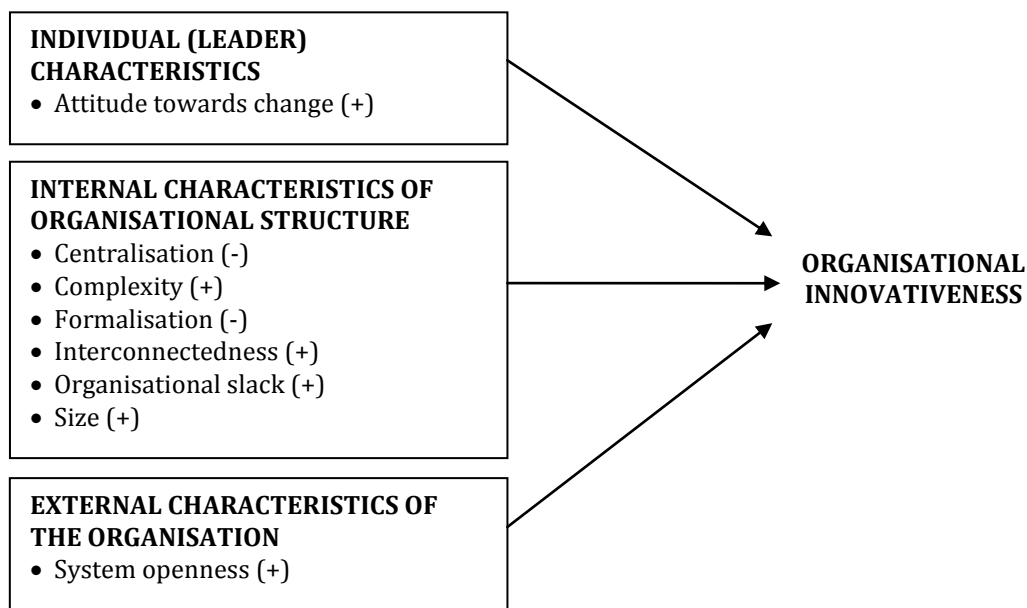 INDIVIDUAL (LEADER)
CHARACTERISTICS
• Attitude towards change (+)
INTERNAL CHARACTERISTICS OF
ORGANISATIONAL STRUCTURE
• Centralisation (-)
• Complexity (+)
• Formalisation (-)
• Interconnectedness (+)
• Organisational slack (+)
• Size (+)
EXTERNAL CHARACTERISTICS OF
THE ORGANISATION
• System openness (+)
ORGANISATIONAL
INNOVATIVENESS